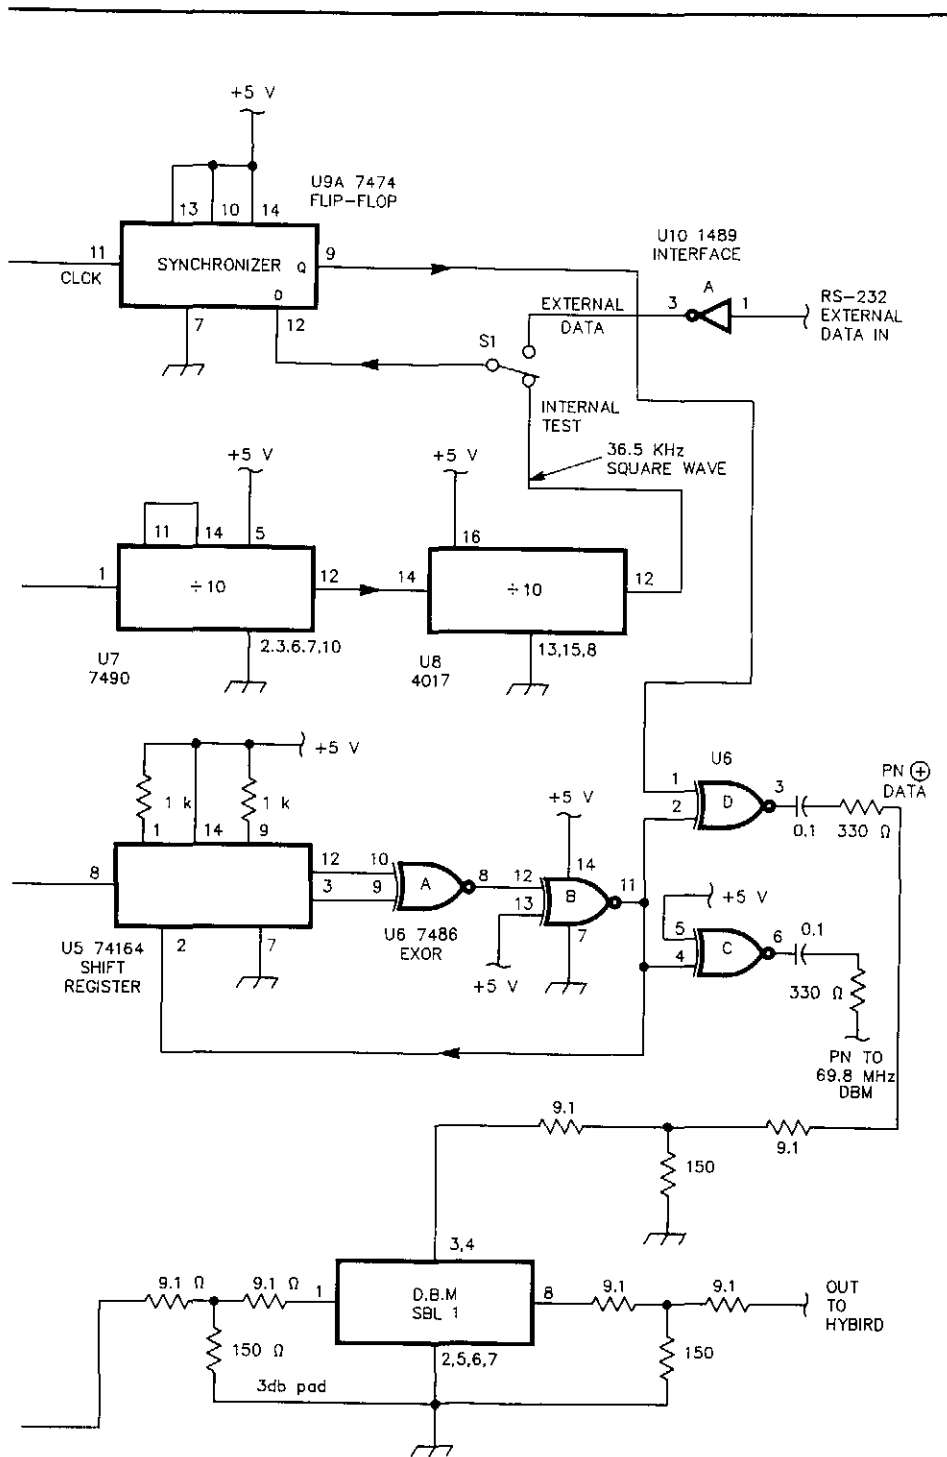 +5 V
U9A 7474
FLIP-FLOP
13 10 14
11
CLCK
SYNCHRONIZER Q
D
9
7
12
U10 1489
INTERFACE
A
3
1
RS-232
EXTERNAL
DATA IN
EXTERNAL
DATA
S1
INTERNAL
TEST
36.5 KHz
SQUARE WAVE
+5 V
+5 V
11 14 5
16
1
÷10
12
14
÷10
12
2.3.6.7,10
13,15,8
U7
7490
U8
4017
+5 V
1 k
1 k
1 14 9
8
12
3
10
9
A
8
+5 V
14
12
13
B
11
7
+5 V
U5 74164
SHIFT
REGISTER
2
7
U6 7486
EXOR
U6
1
2
D
3
0.1
330 Ω
PN ⊕
DATA
+5 V
5
4
C
6
0.1
330 Ω
PN TO
69.8 MHz
DBM
9.1
9.1
150
3,4
9.1 Ω
9.1 Ω
1
D.B.M
SBL 1
8
9.1
9.1
OUT
TO
HYBIRD
150 Ω
2,5,6,7
150
3db pad